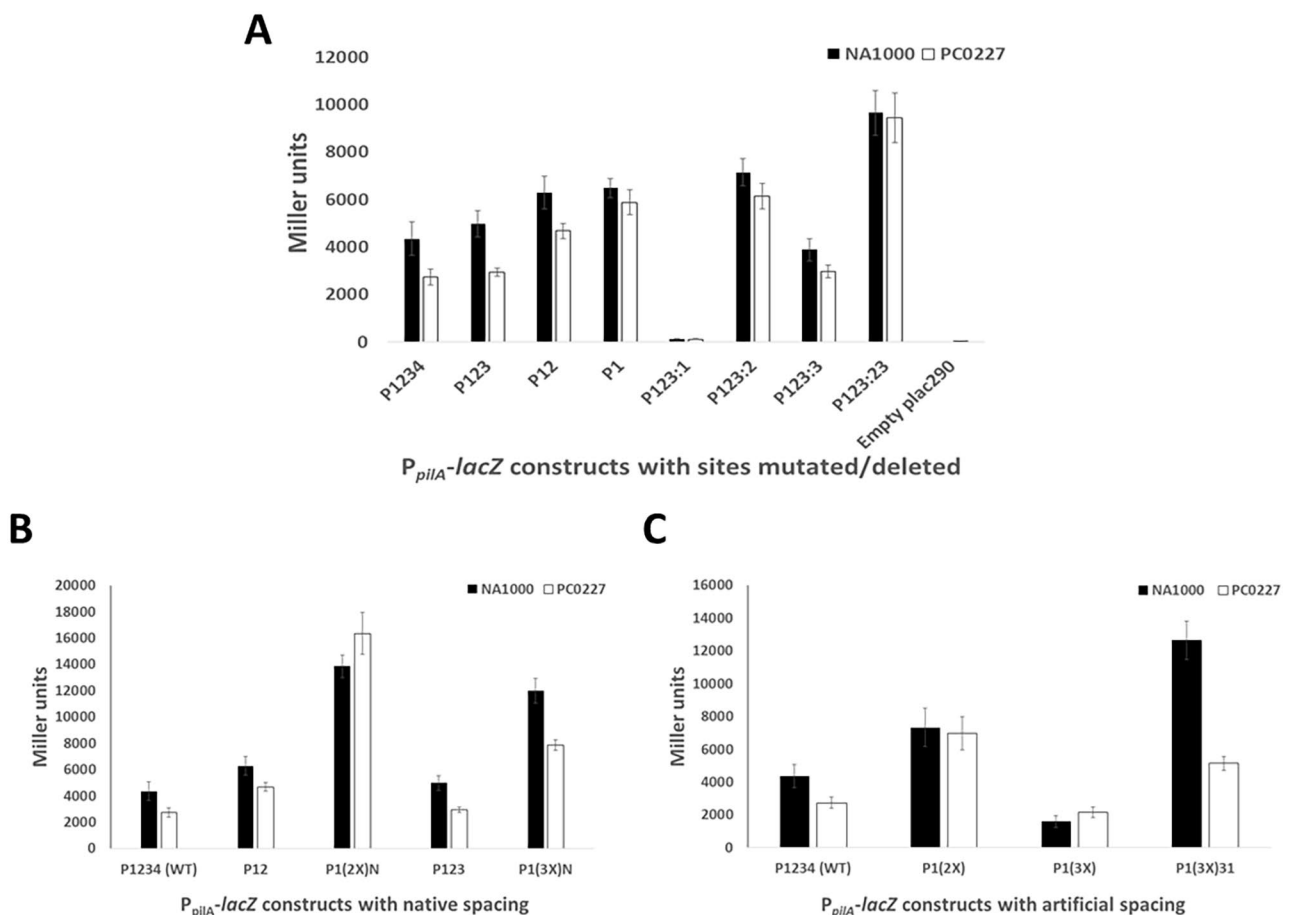 A
12000
10000
8000
6000
4000
2000
0
Miller units
NA1000 PC0227
P1234 P123 P12 P1 P123:1 P123:2 P123:3 P123:23 Empty plac290
PpilA-lacZ constructs with sites mutated/deleted
B
20000
18000
16000
14000
12000
10000
8000
6000
4000
2000
0
Miller units
NA1000 PC0227
P1234 (WT) P12 P1(2X)N P123 P1(3X)N
PpilA-lacZ constructs with native spacing
C
16000
14000
12000
10000
8000
6000
4000
2000
0
Miller units
NA1000 PC0227
P1234 (WT) P1(2X) P1(3X) P1(3X)31
PpilA-lacZ constructs with artificial spacing